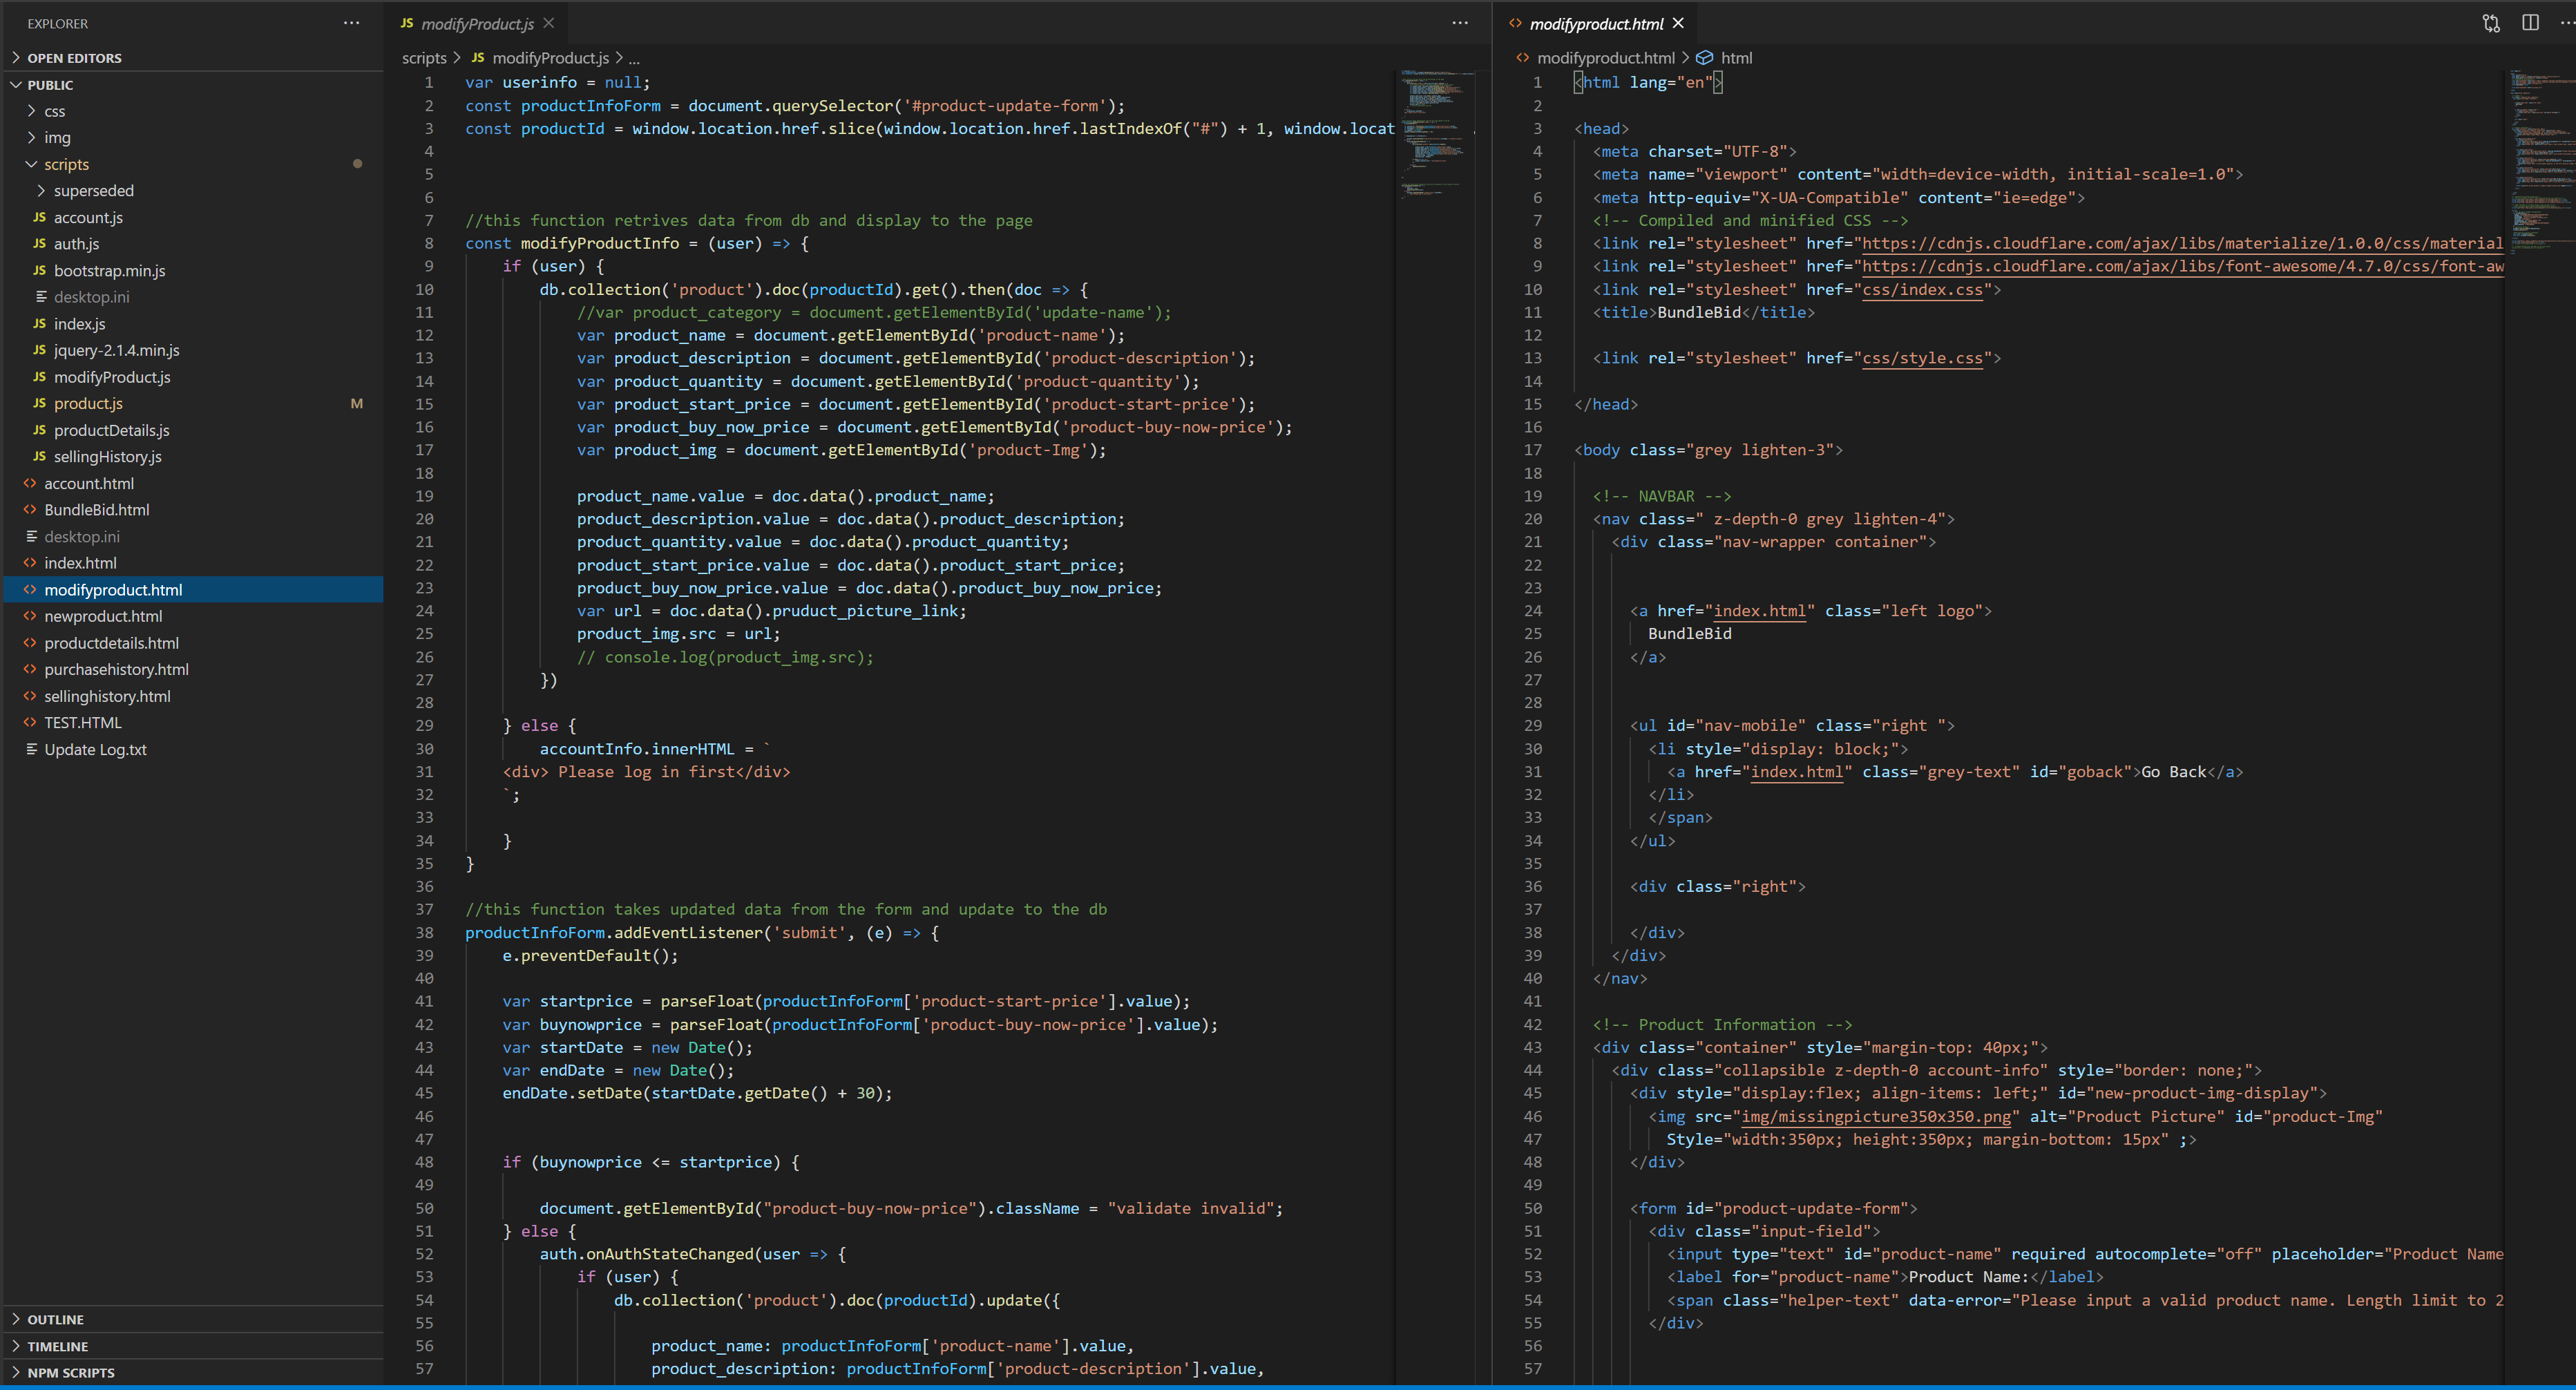 EXPLORER
OPEN EDITORS
PUBLIC
css
img
scripts
superseded
JS account.js
JS auth.js
JS bootstrap.min.js
desktop.ini
JS index.js
JS jquery-2.1.4.min.js
JS modifyProduct.js
JS product.js M
JS productDetails.js
JS sellingHistory.js
account.html
BundleBid.html
desktop.ini
index.html
modifyproduct.html
newproduct.html
productdetails.html
purchasehistory.html
sellinghistory.html
TEST.HTML
Update Log.txt
OUTLINE
TIMELINE
NPM SCRIPTS
JS modifyProduct.js
scripts > JS modifyProduct.js > ...
1 var userinfo = null;
2 const productInfoForm = document.querySelector('#product-update-form');
3 const productId = window.location.href.slice(window.location.href.lastIndexOf("#") + 1, window.locat
4
5
6
7 //this function retrives data from db and display to the page
8 const modifyProductInfo = (user) => {
9 if (user) {
10 db.collection('product').doc(productId).get().then(doc => {
11 //var product_category = document.getElementById('update-name');
12 var product_name = document.getElementById('product-name');
13 var product_description = document.getElementById('product-description');
14 var product_quantity = document.getElementById('product-quantity');
15 var product_start_price = document.getElementById('product-start-price');
16 var product_buy_now_price = document.getElementById('product-buy-now-price');
17 var product_img = document.getElementById('product-Img');
18
19 product_name.value = doc.data().product_name;
20 product_description.value = doc.data().product_description;
21 product_quantity.value = doc.data().product_quantity;
22 product_start_price.value = doc.data().product_start_price;
23 product_buy_now_price.value = doc.data().product_buy_now_price;
24 var url = doc.data().pruduct_picture_link;
25 product_img.src = url;
26 // console.log(product_img.src);
27 })
28
29 } else {
30 accountInfo.innerHTML = `
31 <div> Please log in first</div>
32 `;
33
34 }
35 }
36
37 //this function takes updated data from the form and update to the db
38 productInfoForm.addEventListener('submit', (e) => {
39 e.preventDefault();
40
41 var startprice = parseFloat(productInfoForm['product-start-price'].value);
42 var buynowprice = parseFloat(productInfoForm['product-buy-now-price'].value);
43 var startDate = new Date();
44 var endDate = new Date();
45 endDate.setDate(startDate.getDate() + 30);
46
47
48 if (buynowprice <= startprice) {
49
50 document.getElementById("product-buy-now-price").className = "validate invalid";
51 } else {
52 auth.onAuthStateChanged(user => {
53 if (user) {
54 db.collection('product').doc(productId).update({
55
56 product_name: productInfoForm['product-name'].value,
57 product_description: productInfoForm['product-description'].value,
modifyproduct.html
modifyproduct.html > html
1 <html lang="en">
2
3 <head>
4 <meta charset="UTF-8">
5 <meta name="viewport" content="width=device-width, initial-scale=1.0">
6 <meta http-equiv="X-UA-Compatible" content="ie=edge">
7 <!-- Compiled and minified CSS -->
8 <link rel="stylesheet" href="https://cdnjs.cloudflare.com/ajax/libs/materialize/1.0.0/css/material
9 <link rel="stylesheet" href="https://cdnjs.cloudflare.com/ajax/libs/font-awesome/4.7.0/css/font-aw
10 <link rel="stylesheet" href="css/index.css">
11 <title>BundleBid</title>
12
13 <link rel="stylesheet" href="css/style.css">
14
15 </head>
16
17 <body class="grey lighten-3">
18
19 <!-- NAVBAR -->
20 <nav class=" z-depth-0 grey lighten-4">
21 <div class="nav-wrapper container">
22
23
24 <a href="index.html" class="left logo">
25 BundleBid
26 </a>
27
28
29 <ul id="nav-mobile" class="right ">
30 <li style="display: block;">
31 <a href="index.html" class="grey-text" id="goback">Go Back</a>
32 </li>
33 </span>
34 </ul>
35
36 <div class="right">
37
38 </div>
39 </div>
40 </nav>
41
42 <!-- Product Information -->
43 <div class="container" style="margin-top: 40px;">
44 <div class="collapsible z-depth-0 account-info" style="border: none;">
45 <div style="display:flex; align-items: left;" id="new-product-img-display">
46 <img src="img/missingpicture350x350.png" alt="Product Picture" id="product-Img"
47 Style="width:350px; height:350px; margin-bottom: 15px" ;>
48 </div>
49
50 <form id="product-update-form">
51 <div class="input-field">
52 <input type="text" id="product-name" required autocomplete="off" placeholder="Product Name
53 <label for="product-name">Product Name:</label>
54 <span class="helper-text" data-error="Please input a valid product name. Length limit to 2
55 </div>
56
57